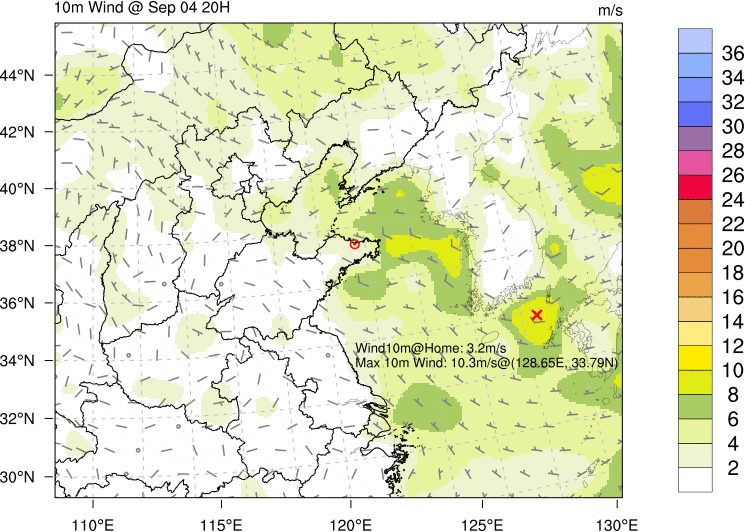 10m Wind @ Sep 04 20H
m/s
44°N
42°N
40°N
38°N
36°N
34°N
32°N
30°N
Wind10m@Home: 3.2m/s
Max 10m Wind: 10.3m/s@(128.65E, 33.79N)
110°E
115°E
120°E
125°E
130°E
36
34
32
30
28
26
24
22
20
18
16
14
12
10
8
6
4
2